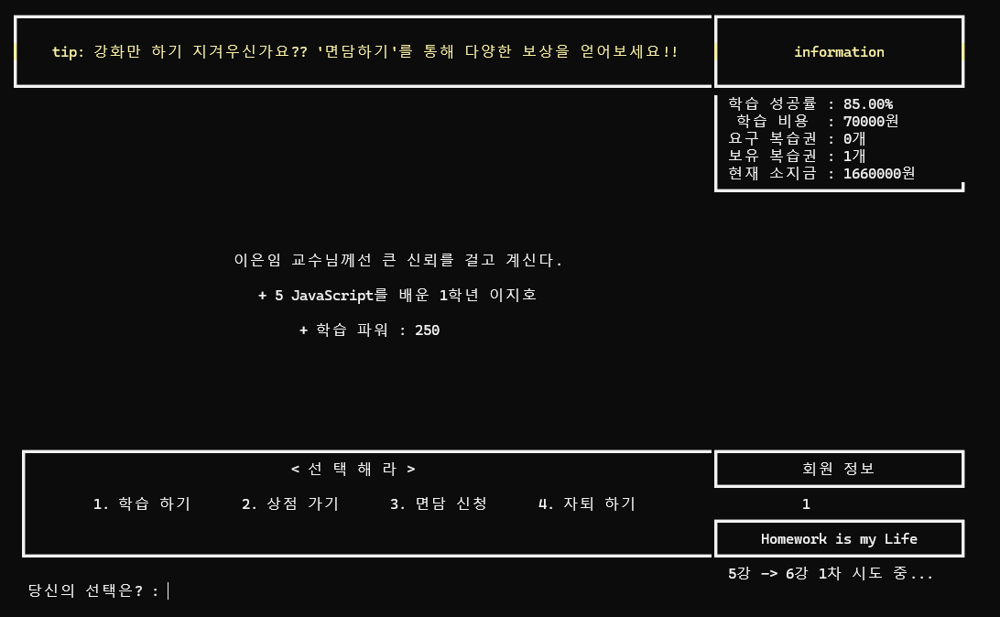 tip: 강화만 하기 지겨우신가요?? '면담하기'를 통해 다양한 보상을 얻어보세요!!
information
학습 성공률 : 85.00%
학습 비용 : 70000원
요구 복습권 : 0개
보유 복습권 : 1개
현재 소지금 : 1660000원
이은임 교수님께선 큰 신뢰를 걸고 계신다.
+ 5 JavaScript를 배운 1학년 이지호
+ 학습 파워 : 250
< 선 택 해 라 >
1. 학습 하기 2. 상점 가기 3. 면담 신청 4. 자퇴 하기
회원 정보
1
Homework is my Life
5강 -> 6강 1차 시도 중...
당신의 선택은? :